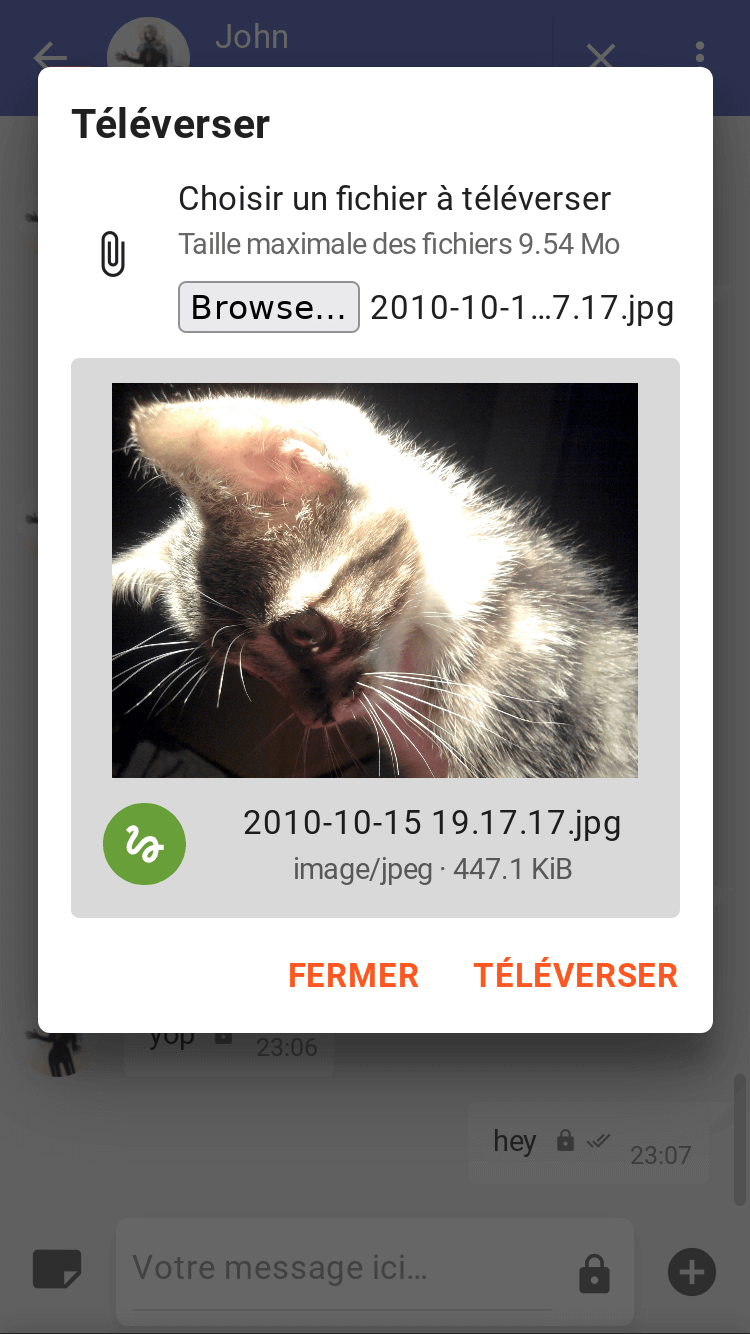 John
Téléverser
Choisir un fichier à téléverser
Taille maximale des fichiers 9.54 Mo
Browse... 2010-10-1…7.17.jpg
2010-10-15 19.17.17.jpg
image/jpeg · 447.1 KiB
FERMER TÉLÉVERSER
yop 23:06
hey 23:07
Votre message ici…